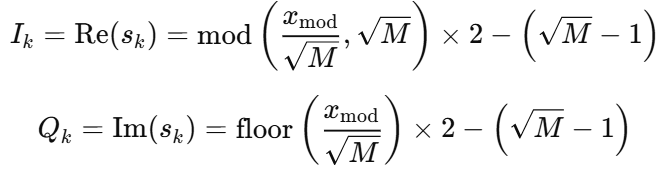 I_k = Re(s_k) = mod ( x_mod / √M , √M ) × 2 − ( √M − 1 )
Q_k = Im(s_k) = floor ( x_mod / √M ) × 2 − ( √M − 1 )